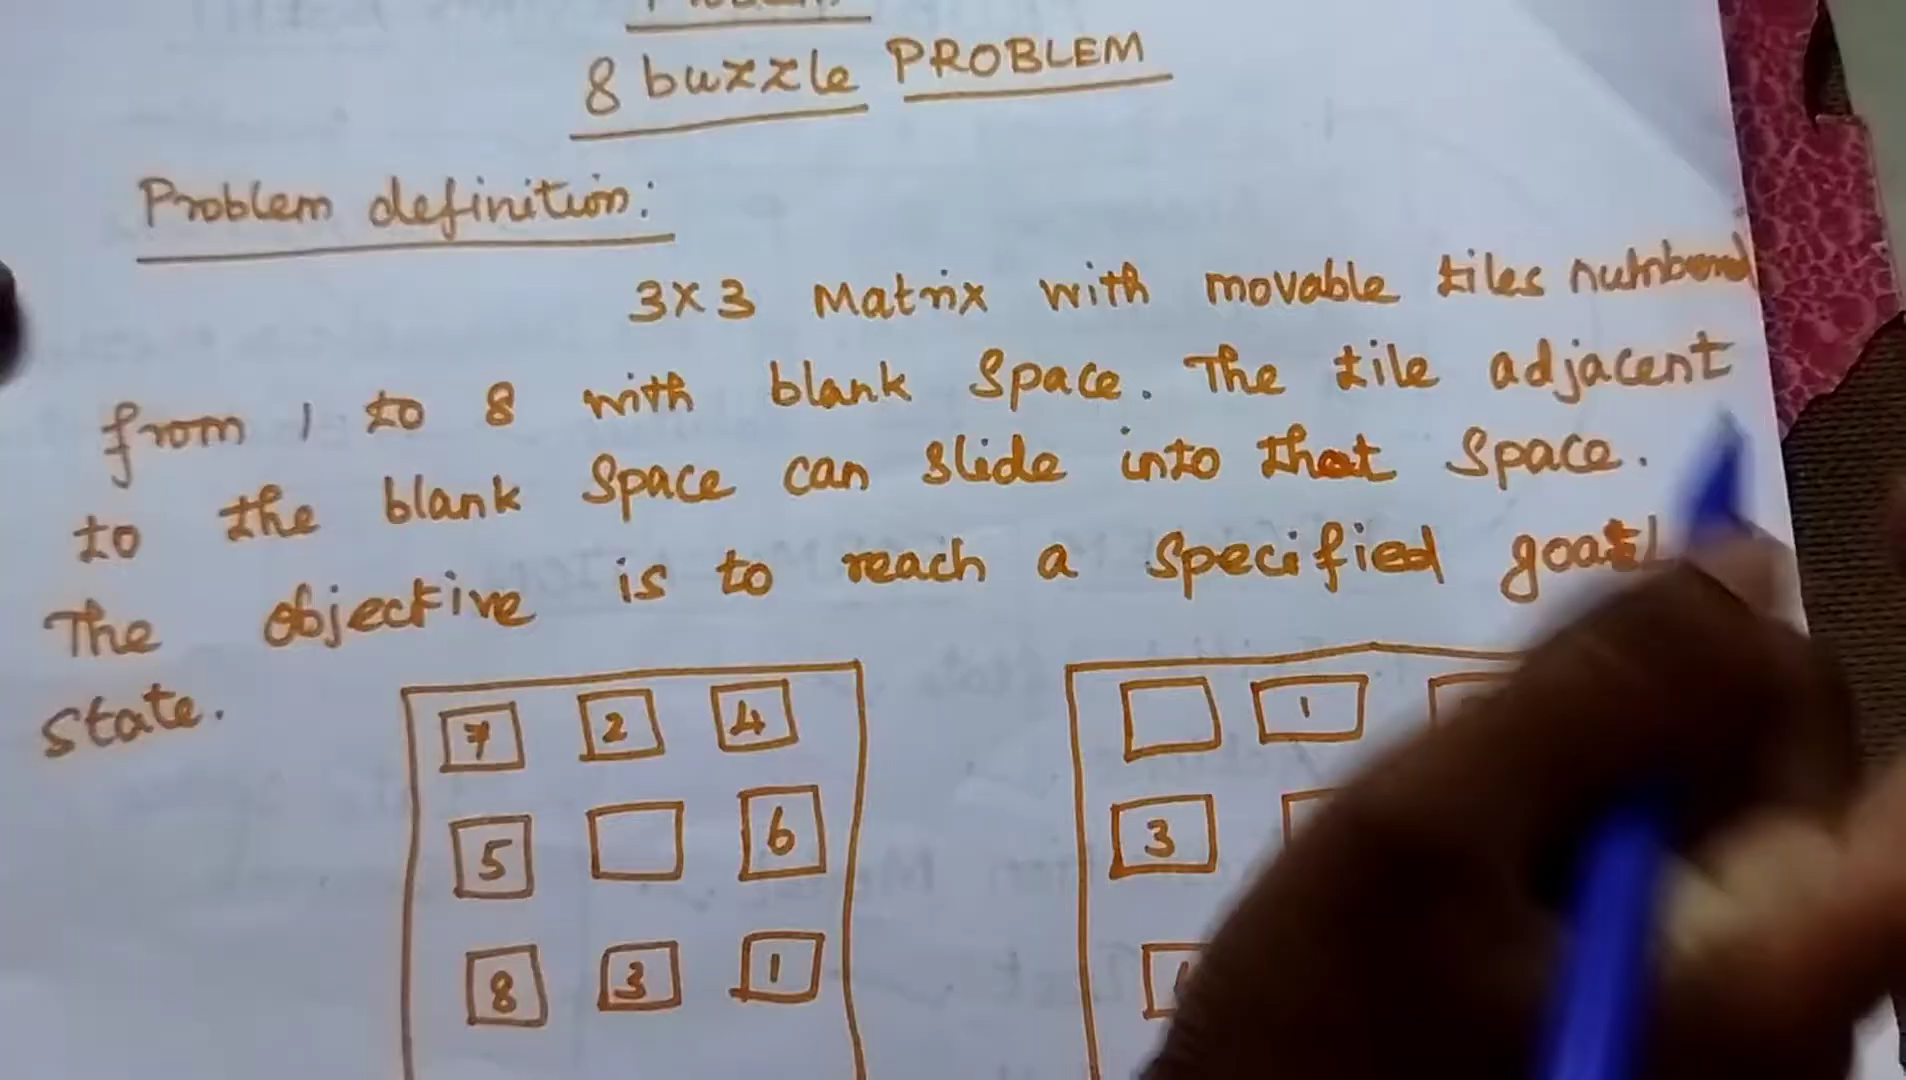 8 buzzle PROBLEM
Problem definition:
3x3 Matrix with movable tiles numbered
from 1 to 8 with blank Space. The tile adjacent
to the blank Space can slide into that Space.
The objective is to reach a specified goal
state.
7 2 4
1
5 6
3
8 3 1